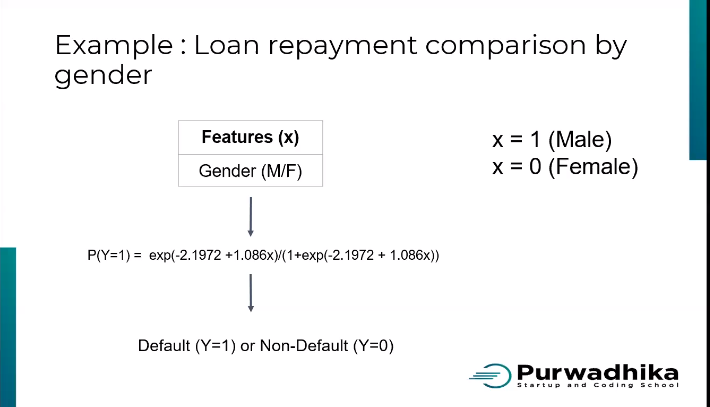 Example : Loan repayment comparison by
gender
Features (x)
Gender (M/F)
x = 1 (Male)
x = 0 (Female)
P(Y=1) = exp(-2.1972 +1.086x)/(1+exp(-2.1972 + 1.086x))
Default (Y=1) or Non-Default (Y=0)
Purwadhika
Startup and Coding School